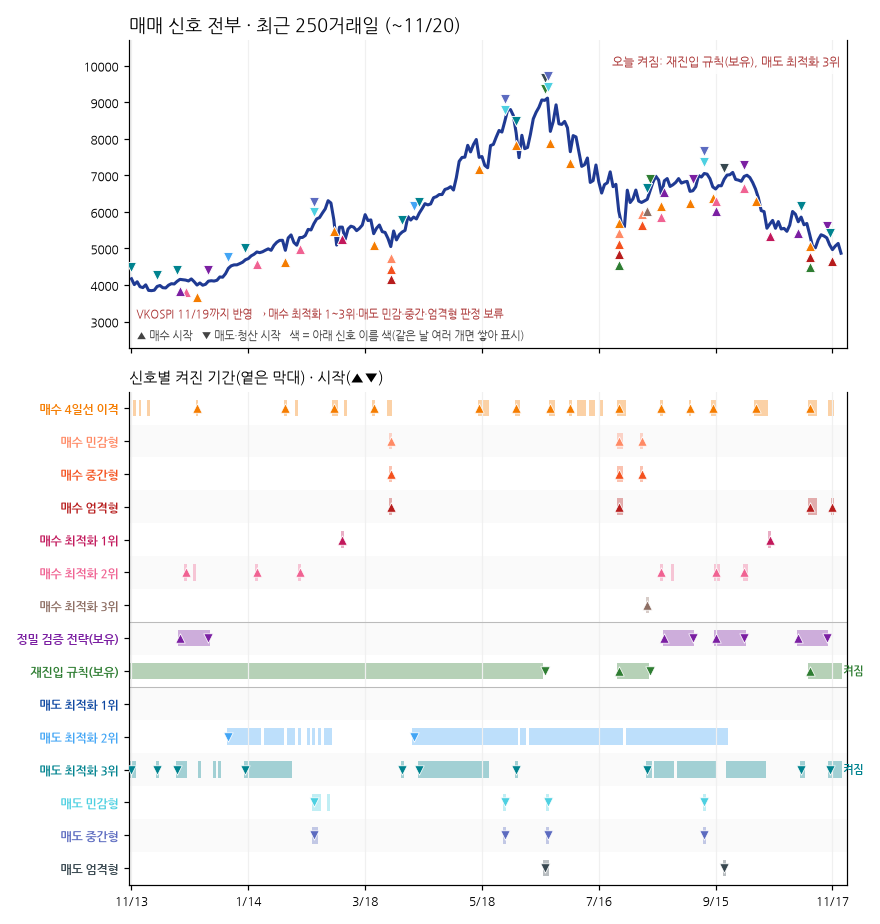 매매 신호 전부 · 최근 250거래일 (~11/20)
오늘 켜짐: 재진입 규칙(보유), 매도 최적화 3위
10000
9000
8000
7000
6000
5000
4000
3000
VKOSPI 11/19까지 반영 → 매수 최적화 1~3위·매도 민감·중간·엄격형 판정 보류
▲ 매수 시작 ▼ 매도·청산 시작 색 = 아래 신호 이름 색(같은 날 여러 개면 쌓아 표시)
신호별 켜진 기간(옅은 막대) · 시작(▲▼)
매수 4일선 이격
매수 민감형
매수 중간형
매수 엄격형
매수 최적화 1위
매수 최적화 2위
매수 최적화 3위
정밀 검증 전략(보유)
재진입 규칙(보유)
켜짐
매도 최적화 1위
매도 최적화 2위
매도 최적화 3위
켜짐
매도 민감형
매도 중간형
매도 엄격형
11/13 1/14 3/18 5/18 7/16 9/15 11/17